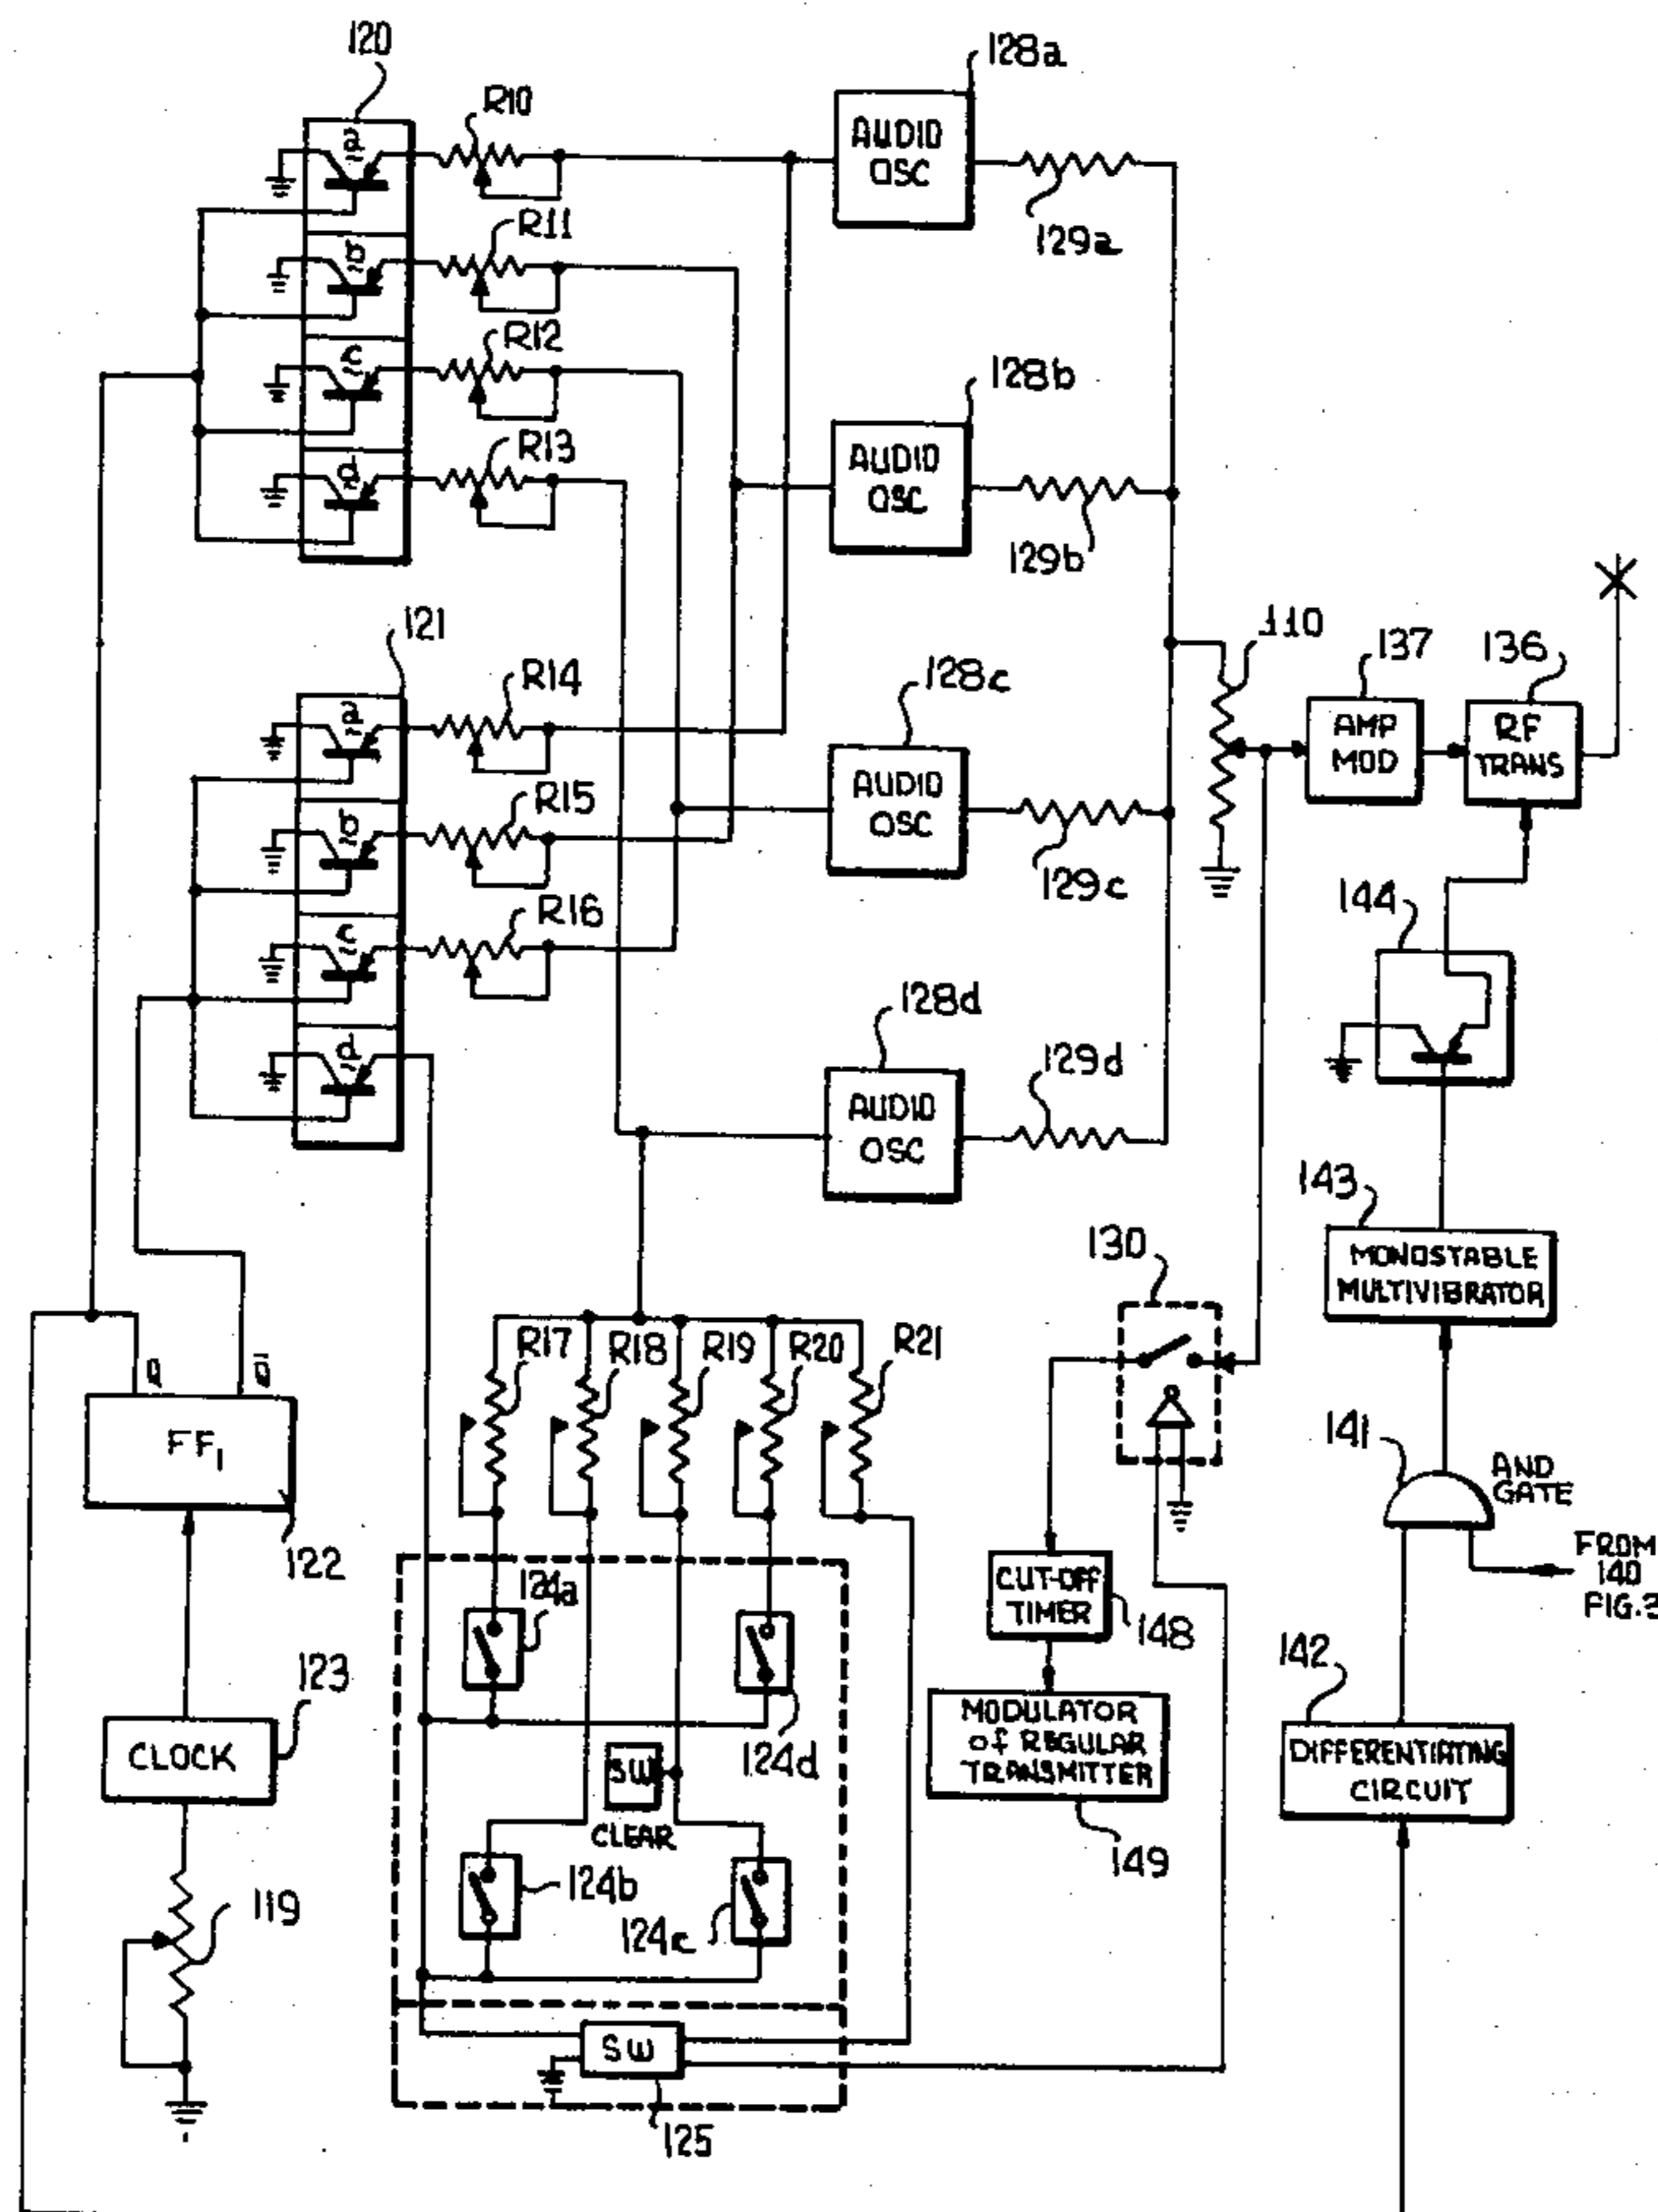 120
R10
128a
a
AUDIO
OSC
129a
R11
b
R12
128b
c
R13
AUDIO
OSC
d
129b
121
110
137
136
R14
128c
a
AMP
MOD
RF
TRANS
R15
AUDIO
OSC
b
129c
R16
144
c
128d
d
129d
AUDIO
OSC
143
130
MONOSTABLE
MULTIVIBRATOR
R17
R18
R19
R20
R21
Q
Q̄
FF1
141
AND
GATE
122
FROM
140
FIG.3
124a
CUT-OFF
TIMER
148
142
123
CLOCK
124d
MODULATOR
of REGULAR
TRANSMITTER
DIFFERENTIATING
CIRCUIT
SW
CLEAR
149
124b
119
124c
SW
125